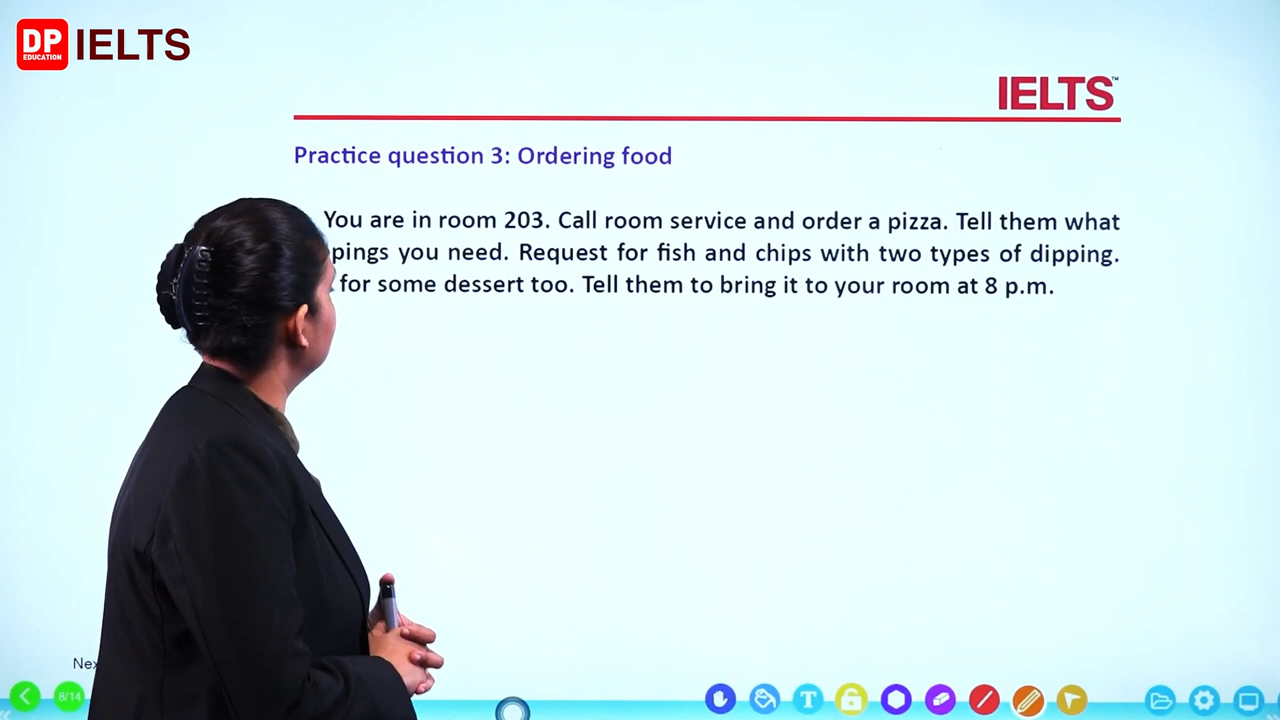 DP
EDUCATION
IELTS
IELTS™
Practice question 3: Ordering food
You are in room 203. Call room service and order a pizza. Tell them what
you need. Request for fish and chips with two types of dipping.
for some dessert too. Tell them to bring it to your room at 8 p.m.
8/14
T